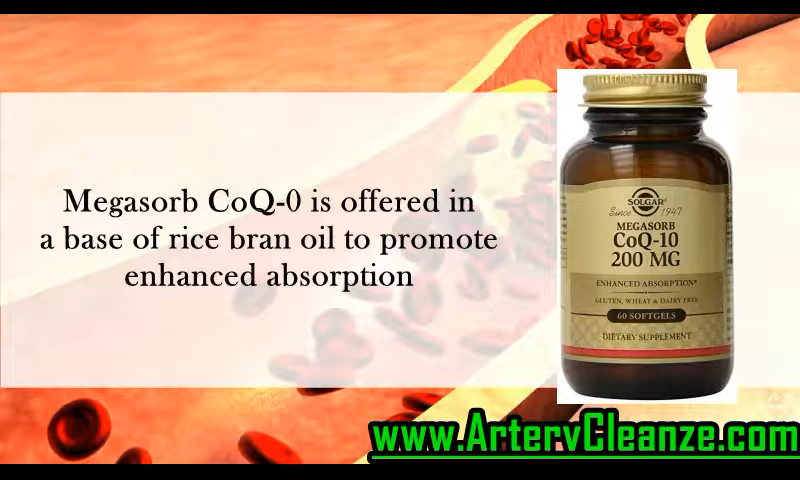 Megasorb CoQ-0 is offered in
a base of rice bran oil to promote
enhanced absorption
SOLGAR®
Since 1947
MEGASORB
CoQ-10
200 MG
ENHANCED ABSORPTION*
GLUTEN, WHEAT & DAIRY FREE
60 SOFTGELS
DIETARY SUPPLEMENT
www.ArtervCleanze.com